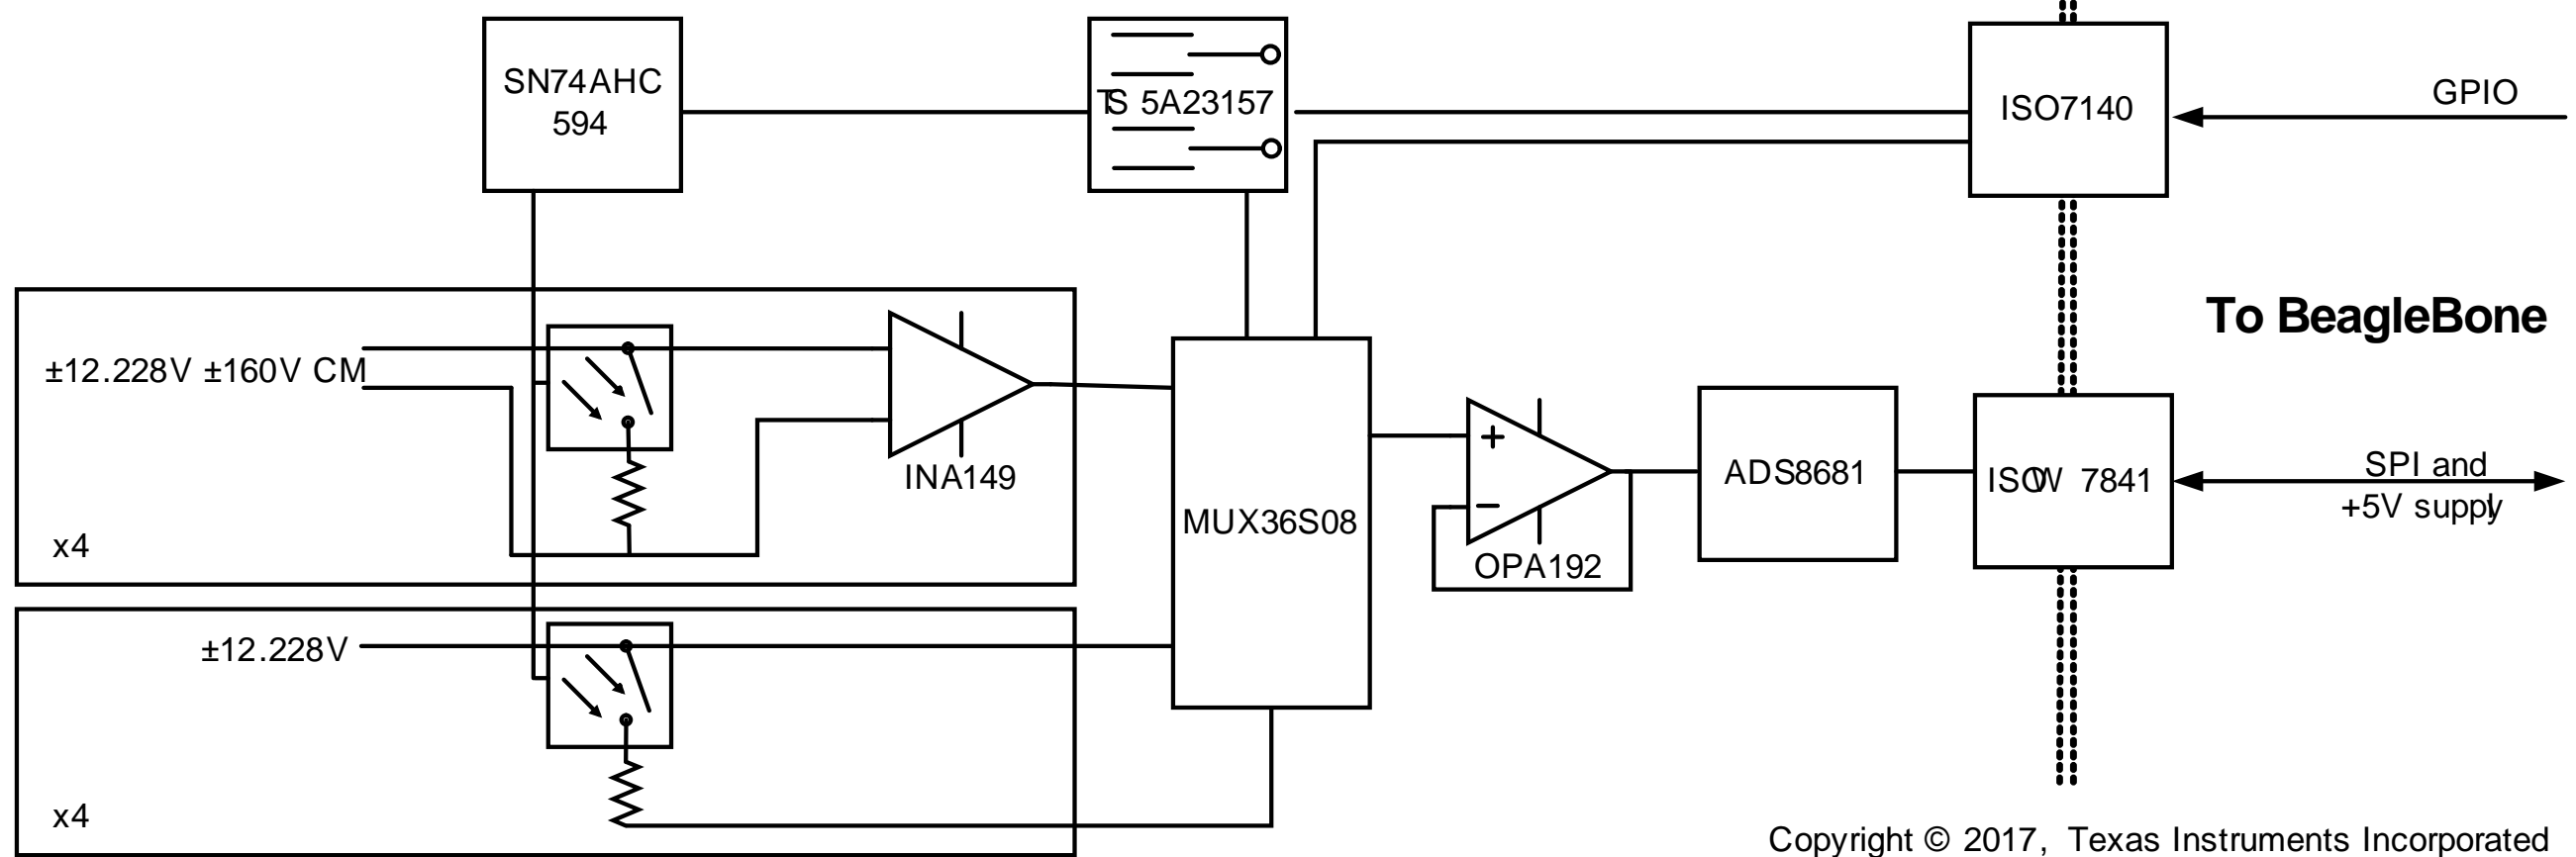 SN74AHC
594
TS 5A23157
ISO7140
GPIO
To BeagleBone
±12.228V ±160V CM
INA149
x4
MUX36S08
+
−
OPA192
ADS8681
ISOW 7841
SPI and
+5V supply
±12.228V
x4
Copyright © 2017, Texas Instruments Incorporated